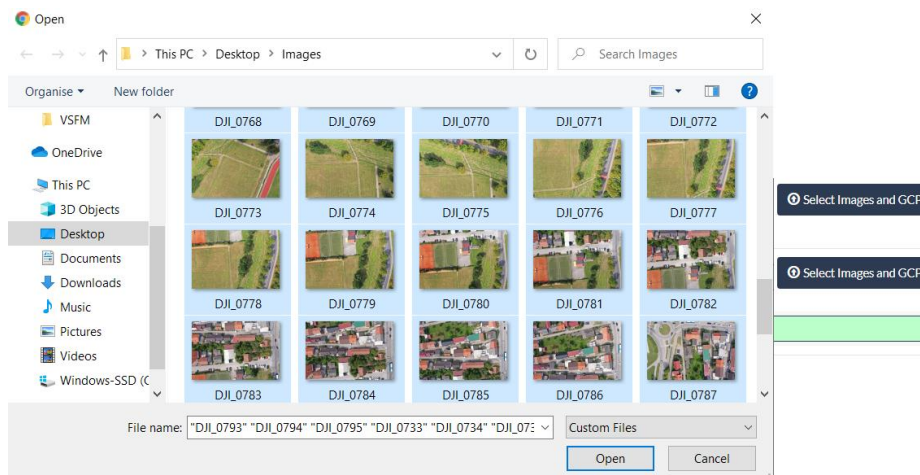 Open
This PC > Desktop > Images
Search Images
Organise
New folder
VSFM
OneDrive
This PC
3D Objects
Desktop
Documents
Downloads
Music
Pictures
Videos
Windows-SSD (C
DJI_0768 DJI_0769 DJI_0770 DJI_0771 DJI_0772
DJI_0773 DJI_0774 DJI_0775 DJI_0776 DJI_0777
DJI_0778 DJI_0779 DJI_0780 DJI_0781 DJI_0782
DJI_0783 DJI_0784 DJI_0785 DJI_0786 DJI_0787
File name: "DJI_0793" "DJI_0794" "DJI_0795" "DJI_0733" "DJI_0734" "DJI_073
Custom Files
Open Cancel
Select Images and GCP
Select Images and GCP